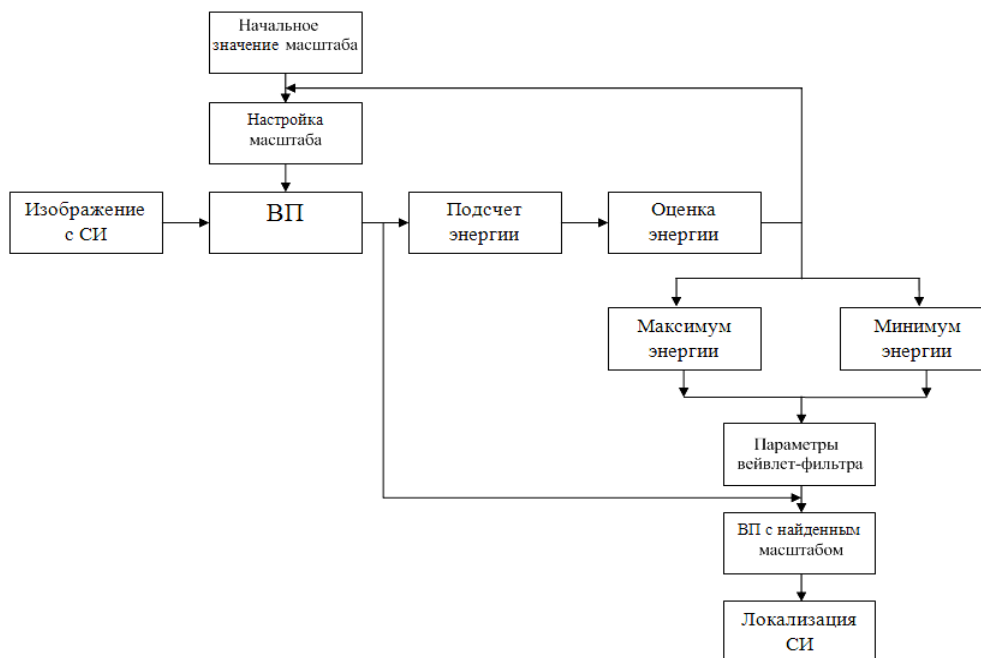 Начальное
значение масштаба
Настройка
масштаба
Изображение
с СИ
ВП
Подсчет
энергии
Оценка
энергии
Максимум
энергии
Минимум
энергии
Параметры
вейвлет-фильтра
ВП с найденным
масштабом
Локализация
СИ